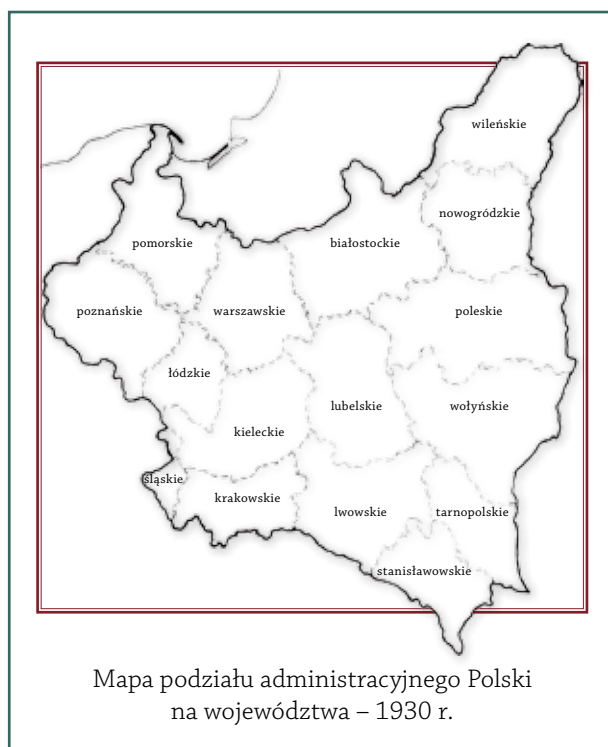 wileńskie
nowogródzkie
pomorskie
białostockie
poznańskie
warszawskie
poleskie
łódzkie
lubelskie
wołyńskie
kieleckie
śląskie
krakowskie
lwowskie
tarnopolskie
stanisławowskie
Mapa podziału administracyjnego Polski
na województwa – 1930 r.